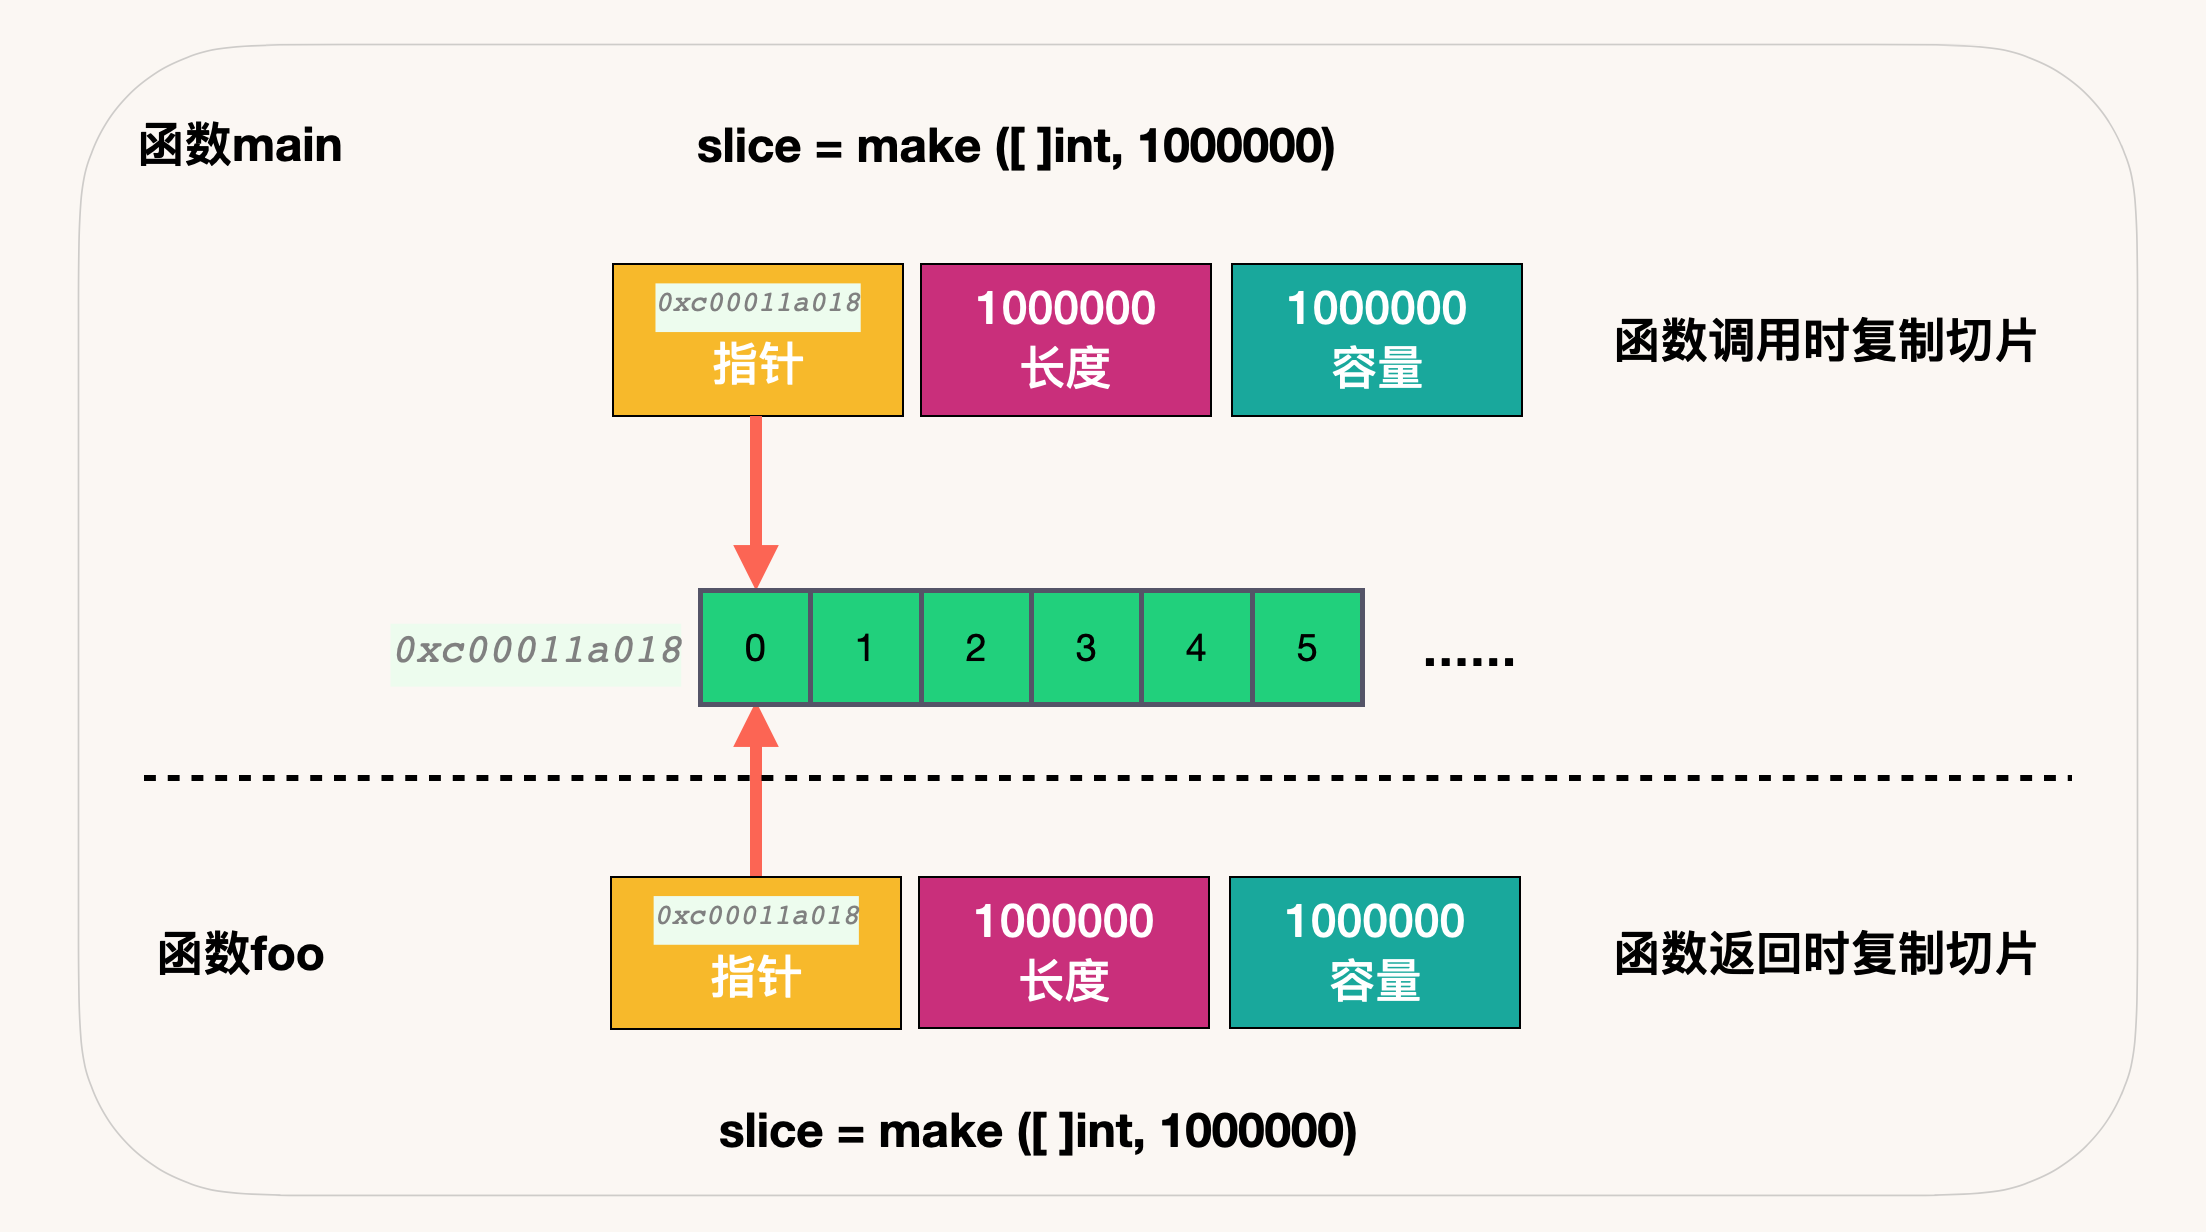 函数main
slice = make ([ ]int, 1000000)
0xc00011a018
指针
1000000
长度
1000000
容量
函数调用时复制切片
0xc00011a018
0
1
2
3
4
5
......
函数foo
0xc00011a018
指针
1000000
长度
1000000
容量
函数返回时复制切片
slice = make ([ ]int, 1000000)